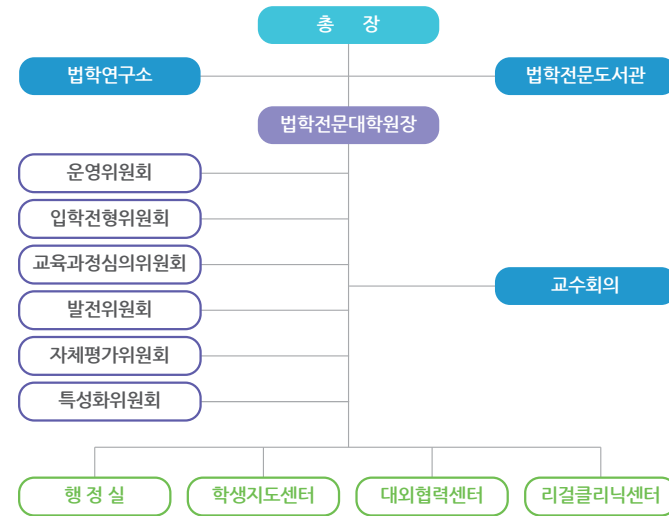 총 장
법학연구소
법학전문도서관
법학전문대학원장
운영위원회
입학전형위원회
교육과정심의위원회
교수회의
발전위원회
자체평가위원회
특성화위원회
행 정 실
학생지도센터
대외협력센터
리걸클리닉센터